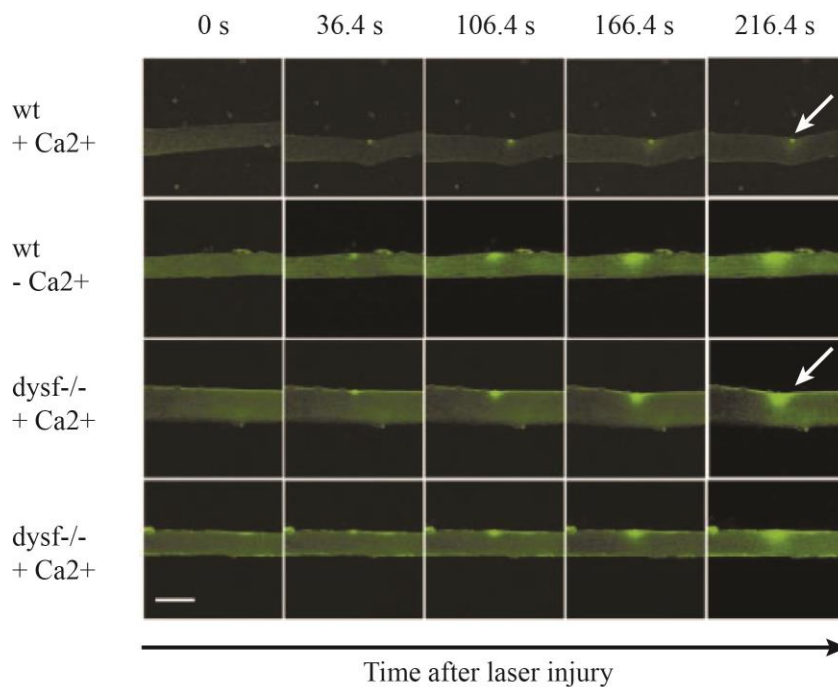 0 s 36.4 s 106.4 s 166.4 s 216.4 s
wt
+ Ca2+
wt
- Ca2+
dysf-/-
+ Ca2+
dysf-/-
+ Ca2+
Time after laser injury